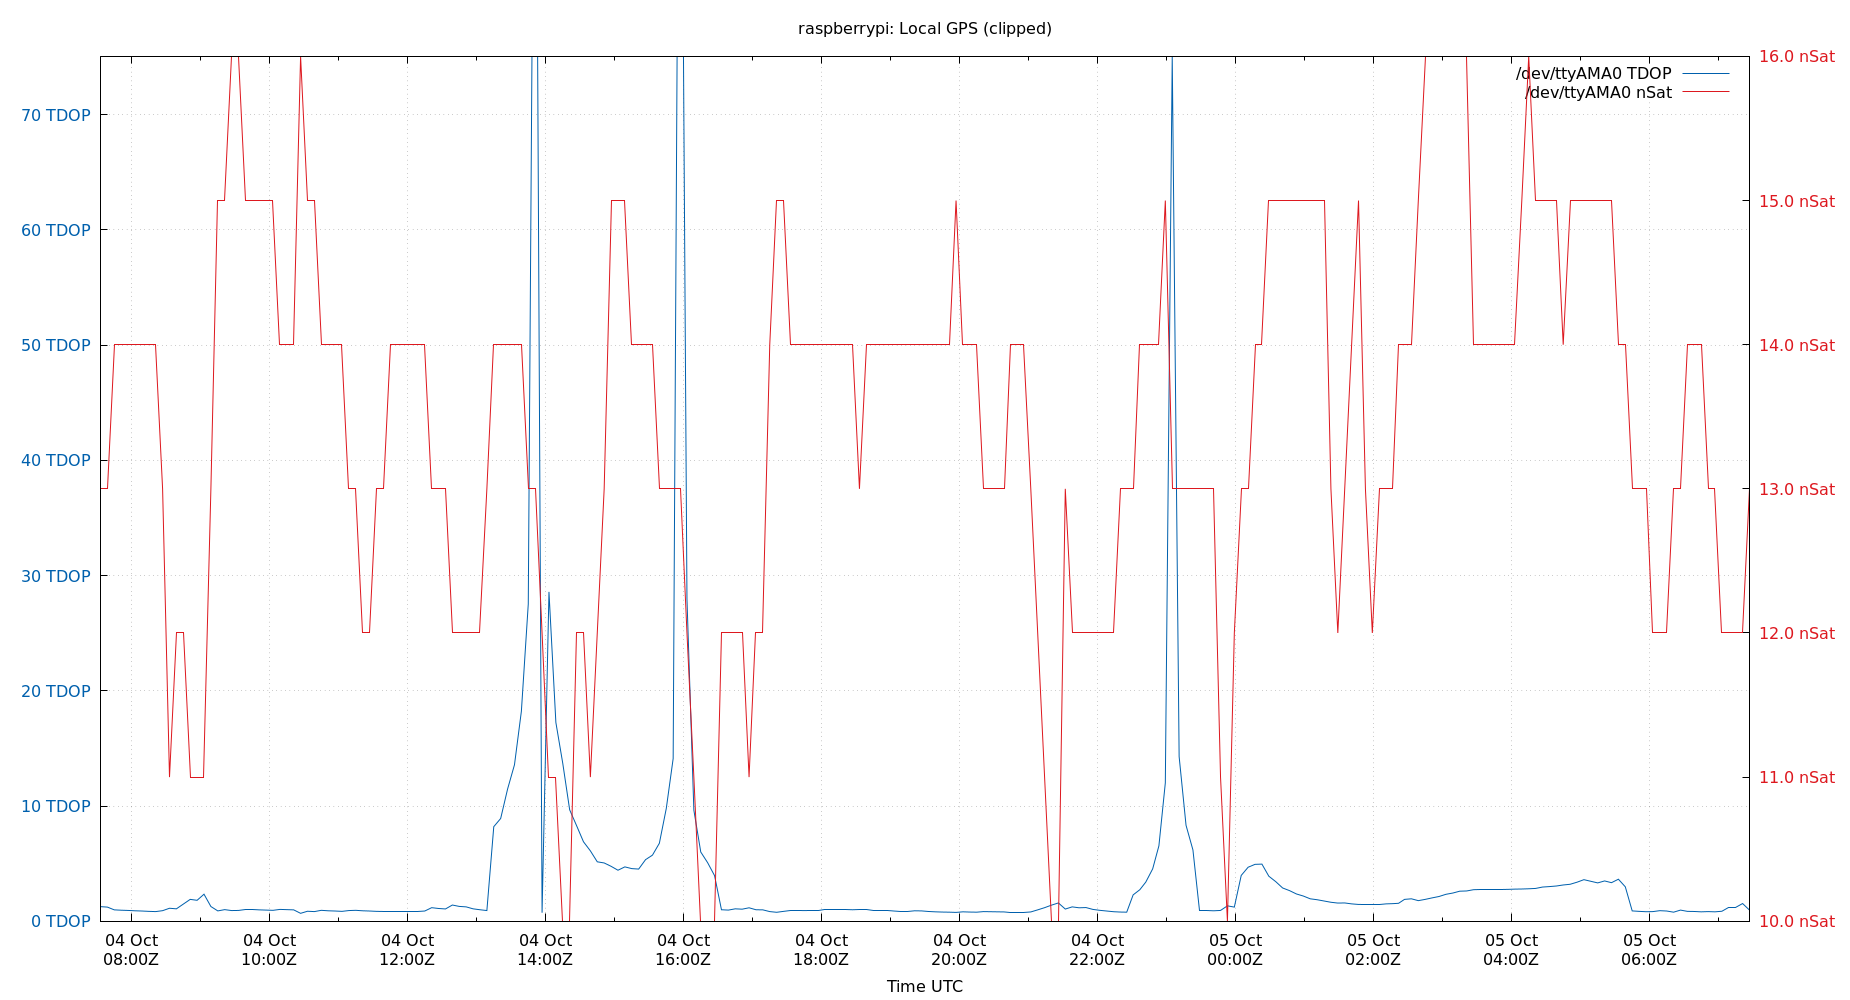 raspberrypi: Local GPS (clipped)
16.0 nSat
/dev/ttyAMA0 TDOP
/dev/ttyAMA0 nSat
70 TDOP
15.0 nSat
60 TDOP
50 TDOP
14.0 nSat
40 TDOP
13.0 nSat
30 TDOP
12.0 nSat
20 TDOP
11.0 nSat
10 TDOP
0 TDOP
10.0 nSat
04 Oct 04 Oct 04 Oct 04 Oct 04 Oct 04 Oct 04 Oct 04 Oct 05 Oct 05 Oct 05 Oct 05 Oct
08:00Z 10:00Z 12:00Z 14:00Z 16:00Z 18:00Z 20:00Z 22:00Z 00:00Z 02:00Z 04:00Z 06:00Z
Time UTC